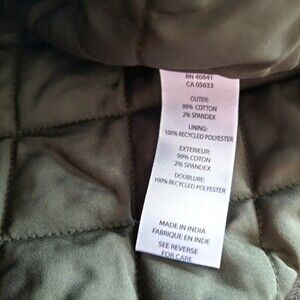 RN 46841
CA 05633
OUTER:
98% COTTON
2% SPANDEX
LINING:
100% RECYCLED POLYESTER
EXTERIEUR:
98% COTON
2% SPANDEX
DOUBLURE:
100% RECYCLED POLYESTER
MADE IN INDIA
FABRIQUE EN INDE
SEE REVERSE
FOR CARE